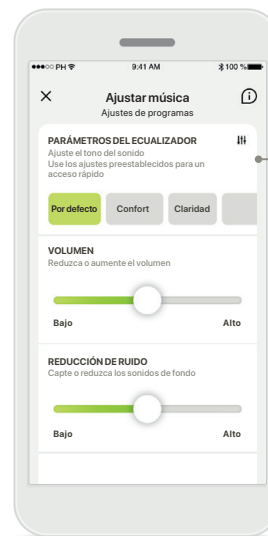 PH
9:41 AM
100 %
Ajustar música
Ajustes de programas
PARÁMETROS DEL ECUALIZADOR
Ajuste el tono del sonido
Use los ajustes preestablecidos para un
acceso rápido
Por defecto Confort Claridad
VOLUMEN
Reduzca o aumente el volumen
Bajo Alto
REDUCCIÓN DE RUIDO
Capte o reduzca los sonidos de fondo
Bajo Alto